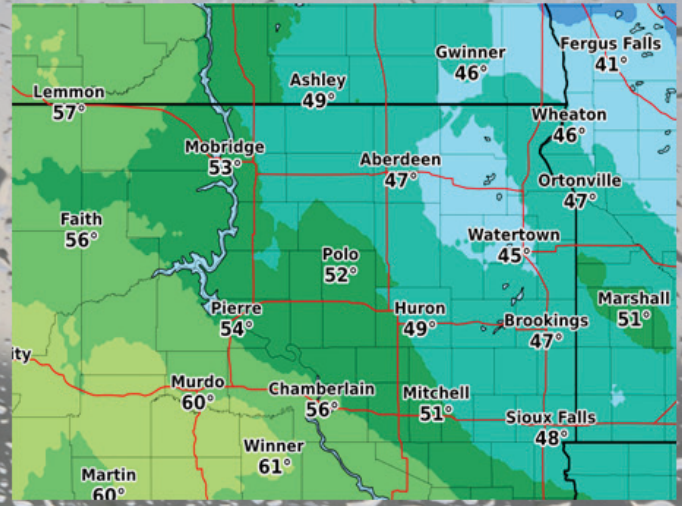 Fergus Falls
41°
Gwinner
46°
Ashley
49°
Lemmon
57°
Wheaton
46°
Mobridge
53°
Aberdeen
47°
Ortonville
47°
Faith
56°
Watertown
45°
Polo
52°
Marshall
51°
Pierre
54°
Huron
49°
Brookings
47°
ity
Murdo
60°
Chamberlain
56°
Mitchell
51°
Sioux Falls
48°
Winner
61°
Martin
60°